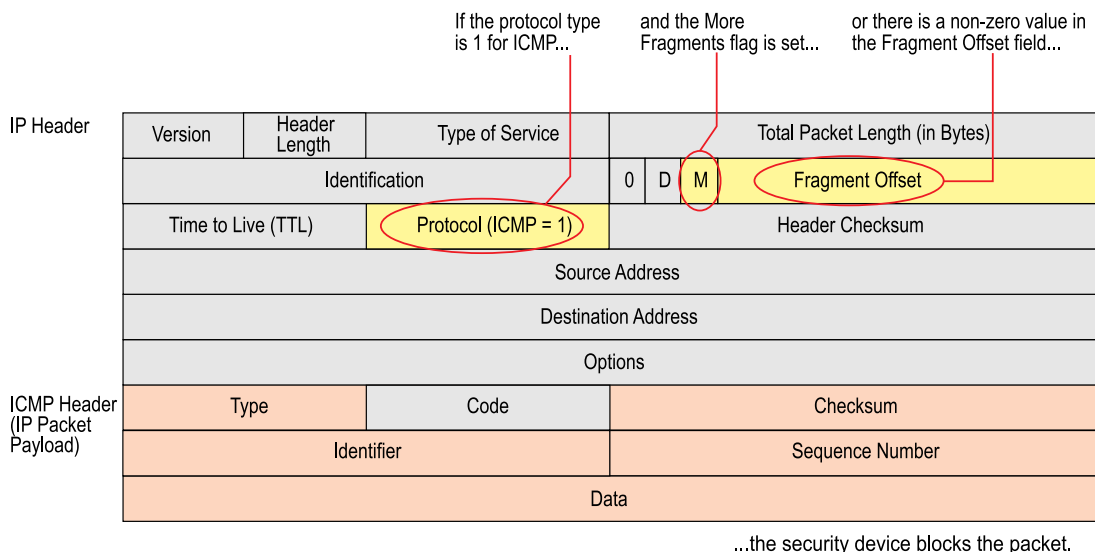 If the protocol type
is 1 for ICMP...
and the More
Fragments flag is set...
or there is a non-zero value in
the Fragment Offset field...
IP Header
Version
Header
Length
Type of Service
Total Packet Length (in Bytes)
Identification
0
D
M
Fragment Offset
Time to Live (TTL)
Protocol (ICMP = 1)
Header Checksum
Source Address
Destination Address
Options
ICMP Header
(IP Packet
Payload)
Type
Code
Checksum
Identifier
Sequence Number
Data
...the security device blocks the packet.